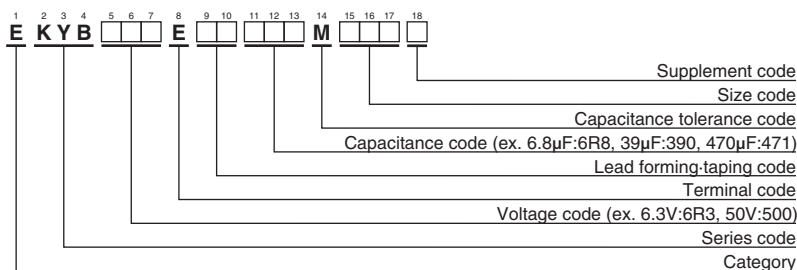 1 2 3 4 5 6 7 8 9 10 11 12 13 14 15 16 17 18
E KYB E M
Supplement code
Size code
Capacitance tolerance code
Capacitance code (ex. 6.8μF:6R8, 39μF:390, 470μF:471)
Lead forming·taping code
Terminal code
Voltage code (ex. 6.3V:6R3, 50V:500)
Series code
Category